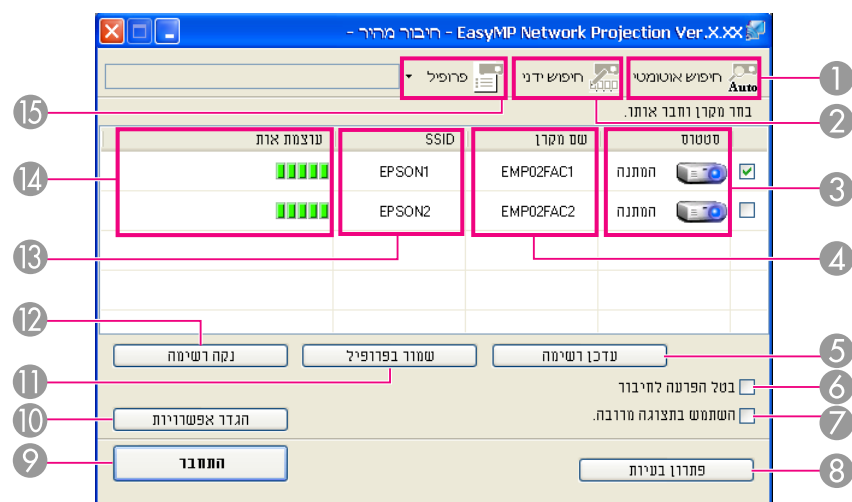 EasyMP Network Projection Ver.X.XX - חיבור מהיר -
1
חיפוש אוטומטי
Auto
חיפוש ידני
2
פרופיל
15
בחר מקרן וחבר אותו.
סטטוס
שם מקרן
SSID
עוצמת אות
המתנה
EMP02FAC1
EPSON1
המתנה
EMP02FAC2
EPSON2
3
14
4
13
עדכן רשימה
שמור בפרופיל
נקה רשימה
5
11
12
בטל הפרעה לחיבור
6
השתמש בתצוגה מרובה.
7
הגדר אפשרויות
10
התחבר
9
פתרון בעיות
8